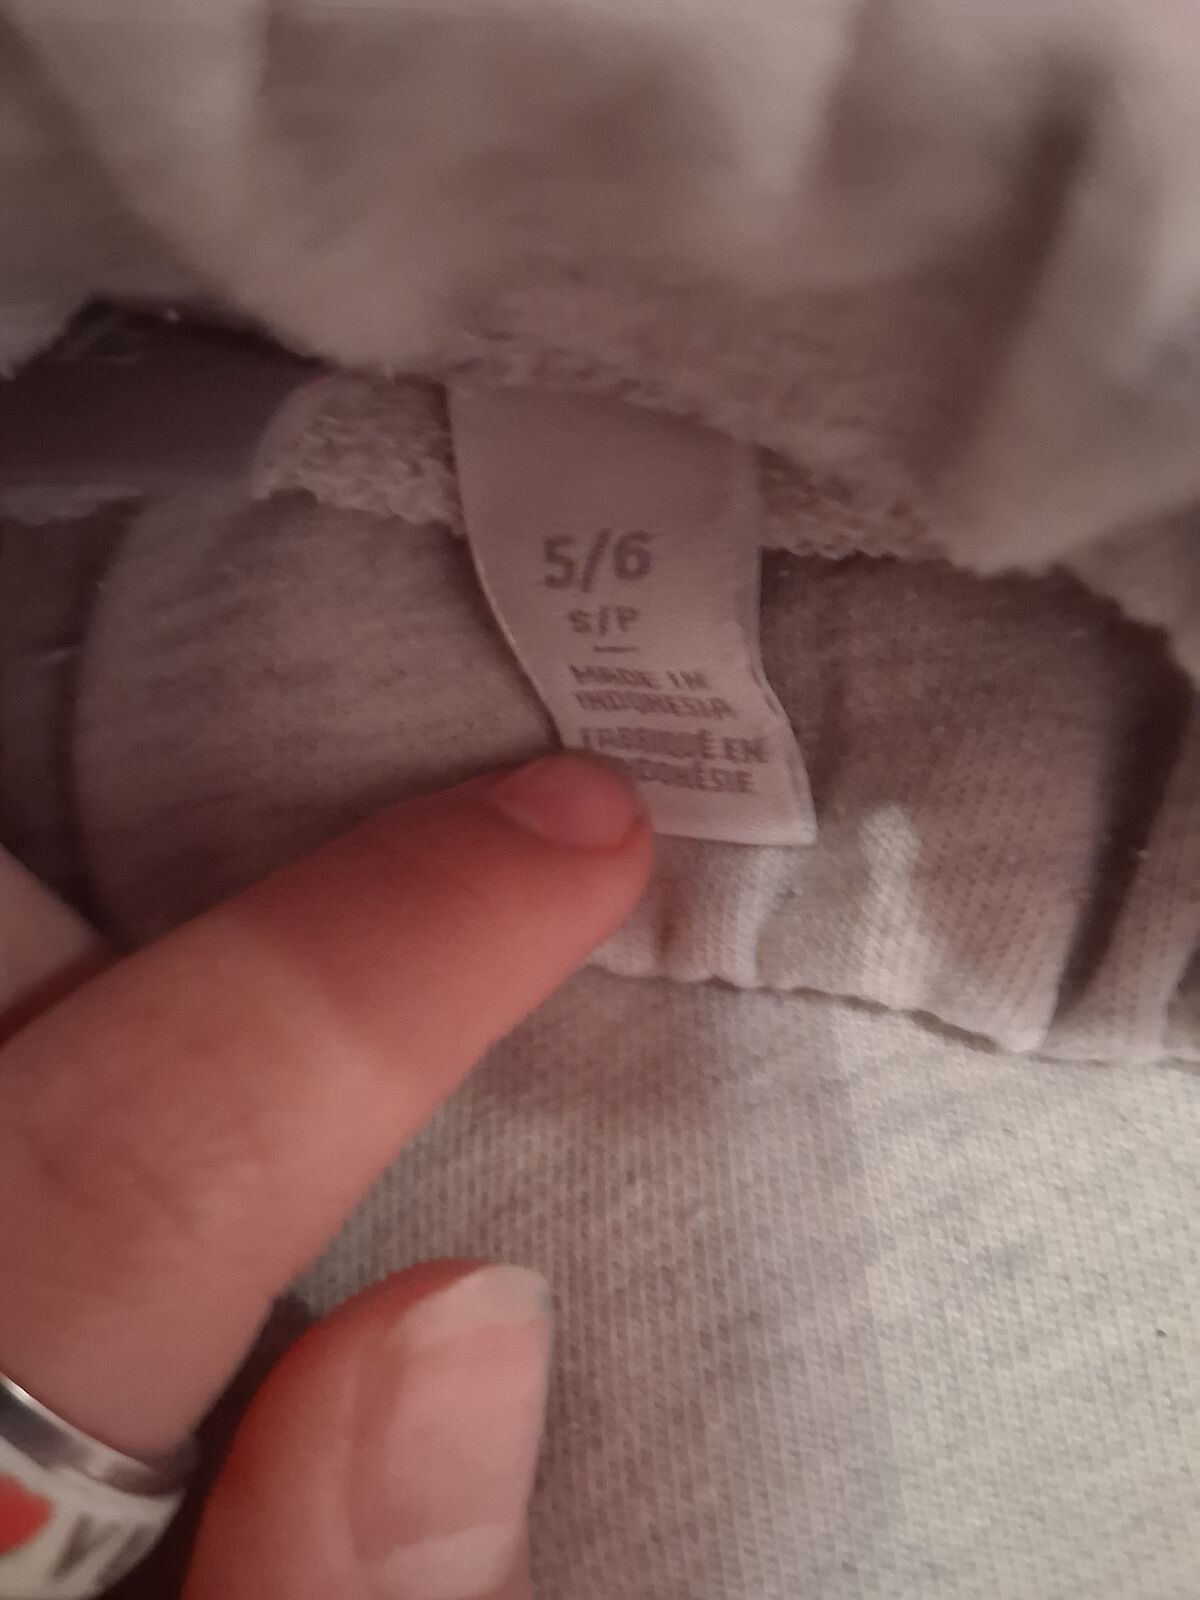 5/6
S/P
MADE IN
INDONESIA
FABRIQUÉ EN
INDONÉSIE